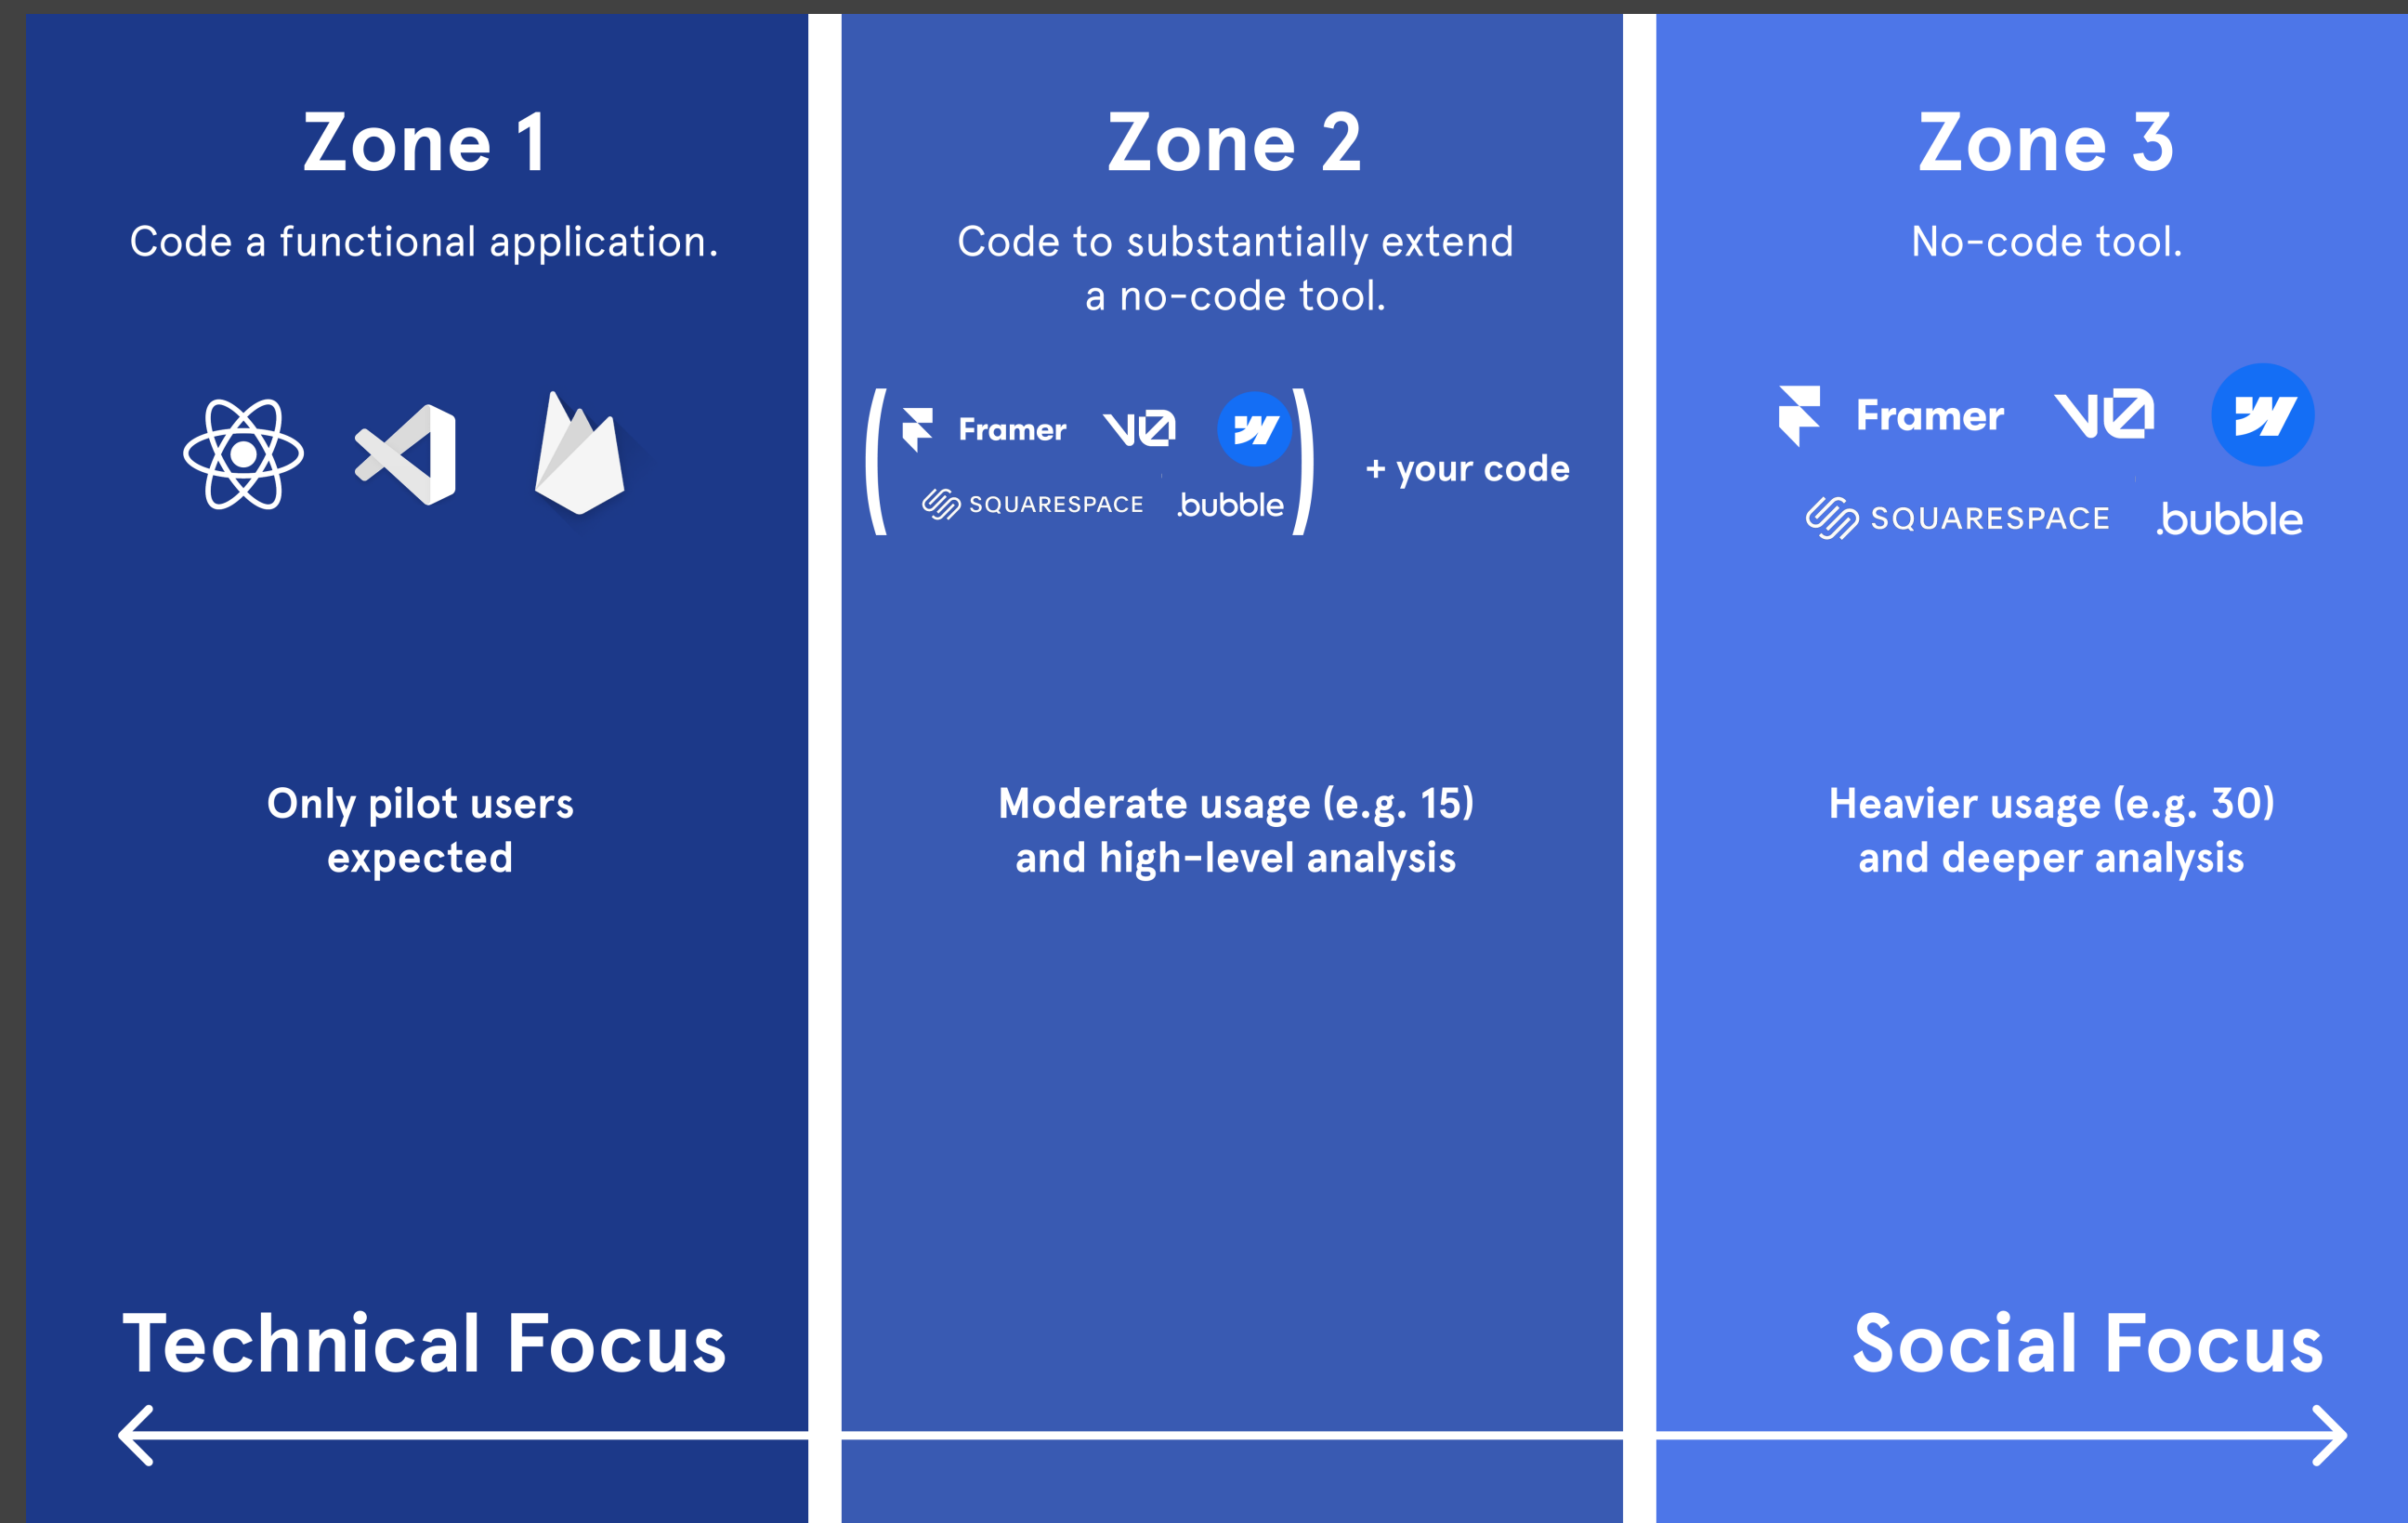 Zone 1
Code a functional application.
Only pilot users
expected
Technical Focus
Zone 2
Code to substantially extend
a no-code tool.
( Framer v0 ) + your code
SQUARESPACE .bubble
Moderate usage (e.g. 15)
and high-level analysis
Zone 3
No-code tool.
Framer v0
SQUARESPACE .bubble
Heavier usage (e.g. 30)
and deeper analysis
Social Focus